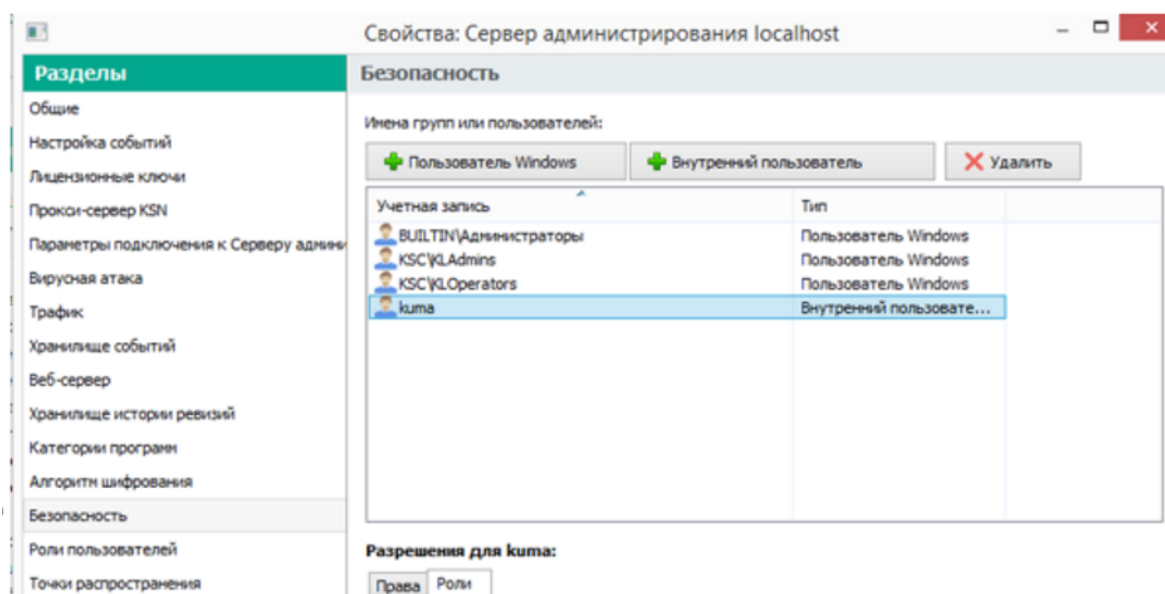 Свойства: Сервер администрирования localhost
Разделы
Безопасность
Общие
Настройка событий
Лицензионные ключи
Прокси-сервер KSN
Параметры подключения к Серверу админи
Вирусная атака
Трафик
Хранилище событий
Веб-сервер
Хранилище истории ревизий
Категории программ
Алгоритм шифрования
Безопасность
Роли пользователей
Точки распространения
Имена групп или пользователей:
Пользователь Windows
Внутренний пользователь
Удалить
Учетная запись Тип
BUILTIN\Администраторы Пользователь Windows
KSC\KLAdmins Пользователь Windows
KSC\KLOperators Пользователь Windows
kuma Внутренний пользовате...
Разрешения для kuma:
Права Роли